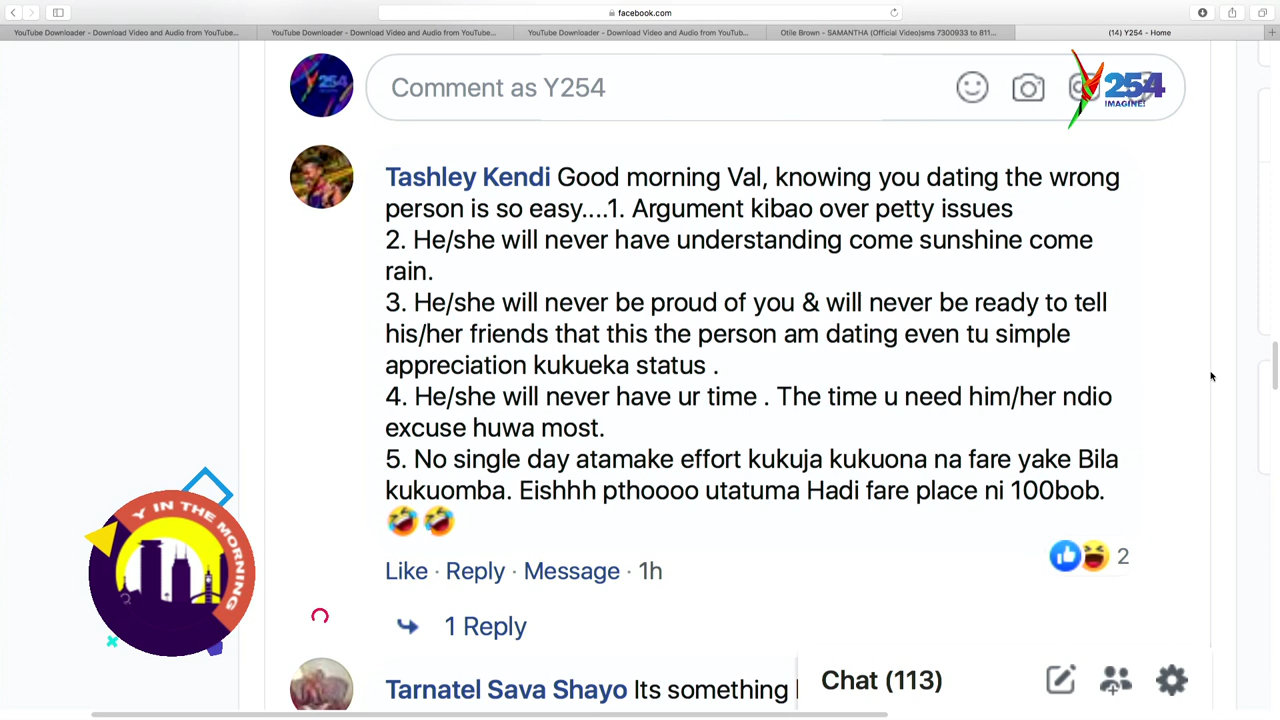 facebook.com
YouTube Downloader - Download Video and Audio from YouTube...
YouTube Downloader - Download Video and Audio from YouTube...
YouTube Downloader - Download Video and Audio from YouTub...
Otile Brown - SAMANTHA (Official Video)sms 7300933 to 811...
(14) Y254 - Home
254
Comment as Y254
Y254
IMAGINE!
Tashley Kendi Good morning Val, knowing you dating the wrong
person is so easy....1. Argument kibao over petty issues
2. He/she will never have understanding come sunshine come
rain.
3. He/she will never be proud of you & will never be ready to tell
his/her friends that this the person am dating even tu simple
appreciation kukueka status .
4. He/she will never have ur time . The time u need him/her ndio
excuse huwa most.
5. No single day atamake effort kukuja kukuona na fare yake Bila
kukuomba. Eishhh pthoooo utatuma Hadi fare place ni 100bob.
🤣🤣
2
Like · Reply · Message · 1h
1 Reply
Y IN THE MORNING
Tarnatel Sava Shayo Its something
Chat (113)